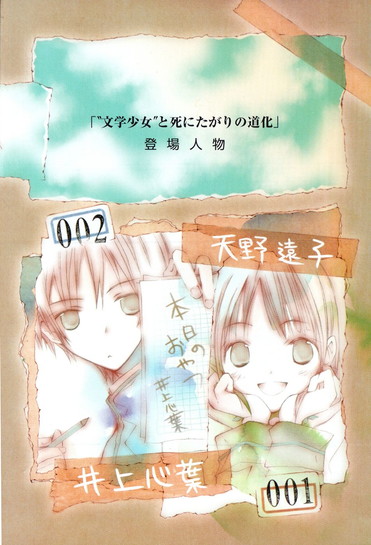 「"文学少女"と死にたがりの道化」
登場人物
002
天野遠子
本日の
おやつ
井上心葉
井上心葉
001